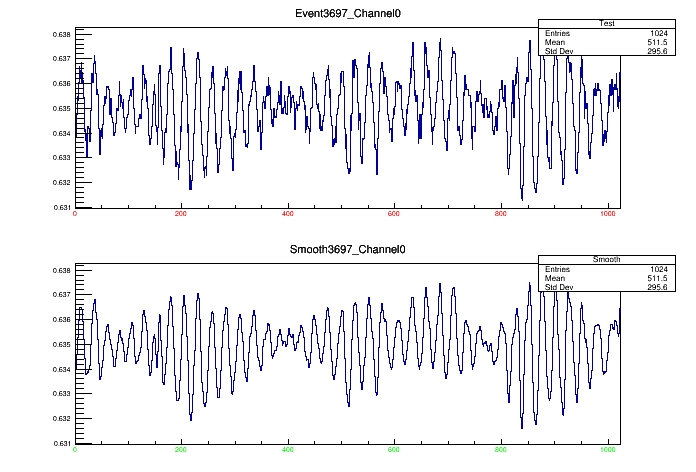 Event3697_Channel0
Test
Entries 1024
Mean 511.5
Std Dev 295.6
0.638
0.637
0.636
0.635
0.634
0.633
0.632
0.631
0 200 400 600 800 1000
Smooth3697_Channel0
Smooth
Entries 1024
Mean 511.5
Std Dev 295.6
0.638
0.637
0.636
0.635
0.634
0.633
0.632
0.631
0 200 400 600 800 1000